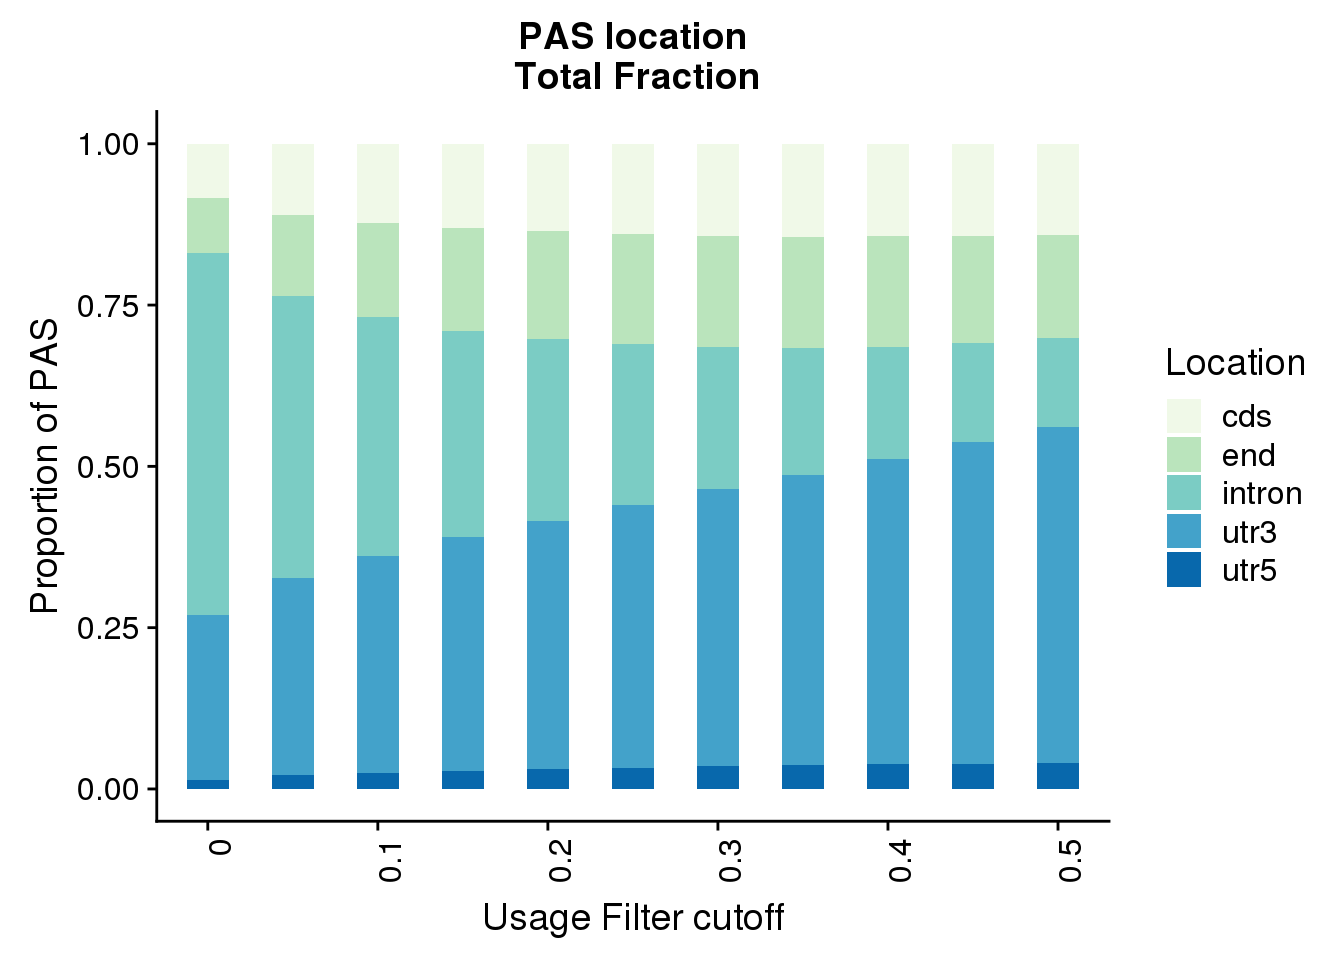 PAS location
Total Fraction
Proportion of PAS
1.00
0.75
0.50
0.25
0.00
0
0.1
0.2
0.3
0.4
0.5
Usage Filter cutoff
Location
cds
end
intron
utr3
utr5